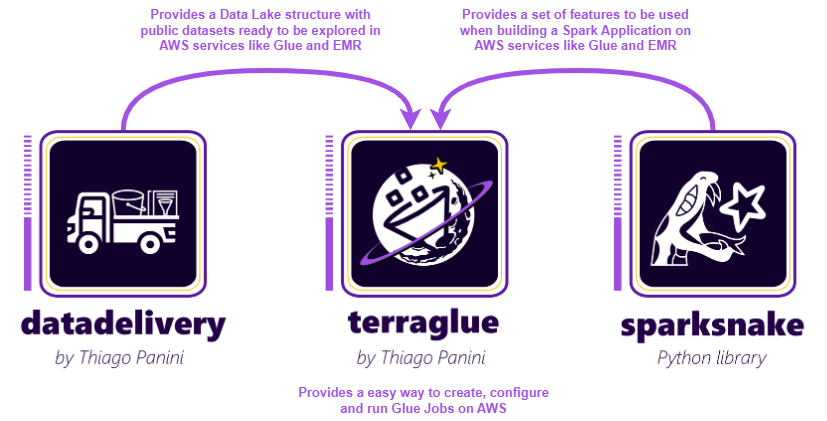 Provides a Data Lake structure with
public datasets ready to be explored in
AWS services like Glue and EMR
Provides a set of features to be used
when building a Spark Application on
AWS services like Glue and EMR
datadelivery
by Thiago Panini
terraglue
by Thiago Panini
sparksnake
Python library
Provides a easy way to create, configure
and run Glue Jobs on AWS